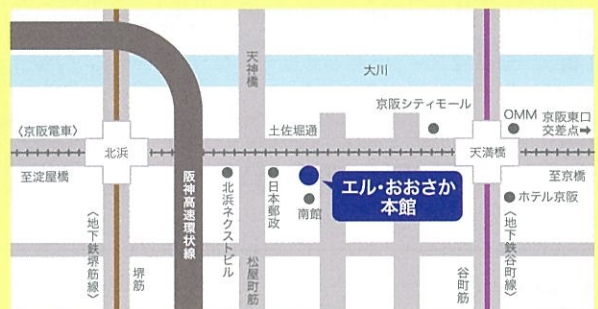 天神橋
大川
京阪シティモール
OMM
京阪東口
交差点→
〈京阪電車〉
北浜
土佐堀通
天満橋
至淀屋橋
至京橋
阪神高速環状線
北浜ネクストビル
日本郵政
南館
エル・おおさか
本館
ホテル京阪
〈地下鉄堺筋線〉
堺筋
松屋町筋
谷町筋
〈地下鉄谷町線〉